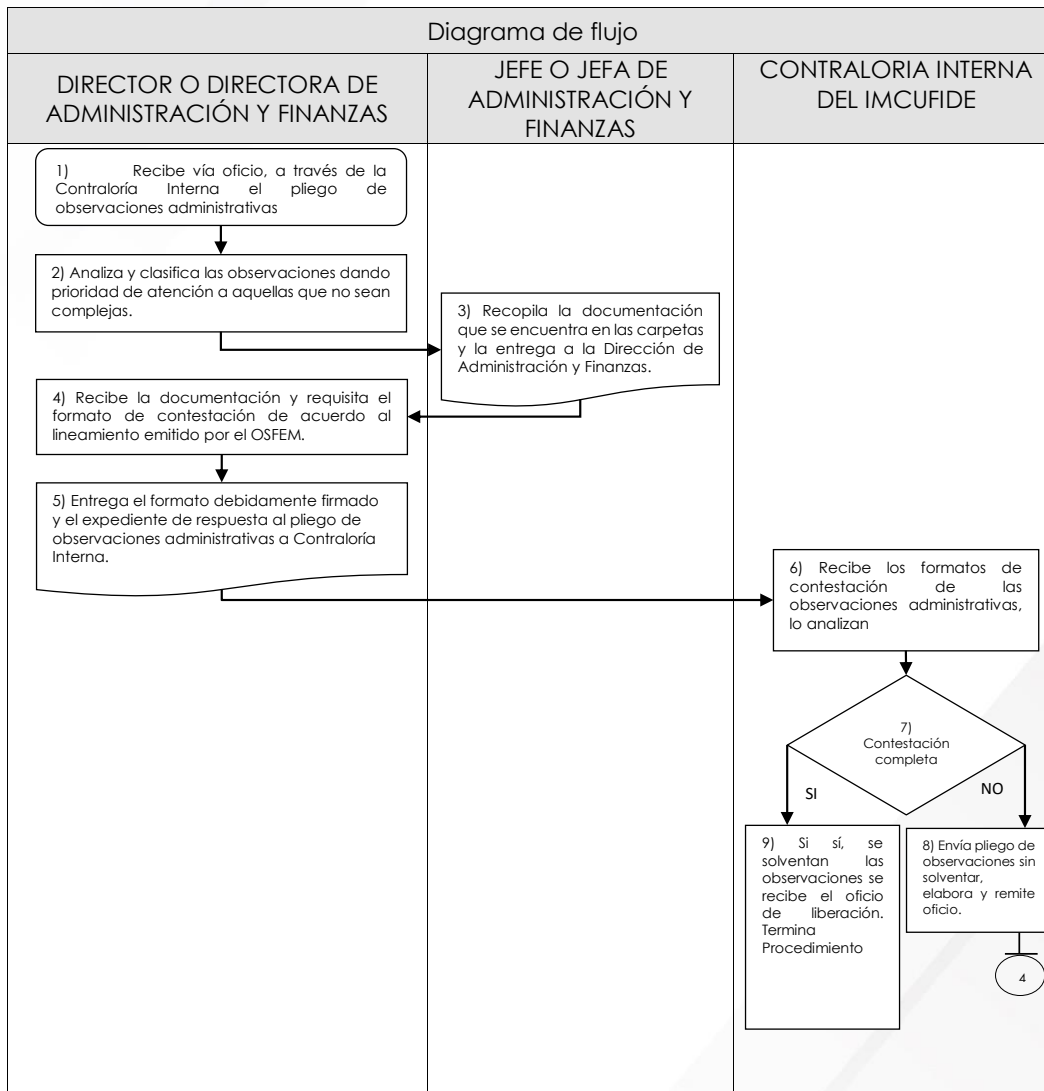 Diagrama de flujo
DIRECTOR O DIRECTORA DE
ADMINISTRACIÓN Y FINANZAS
JEFE O JEFA DE
ADMINISTRACIÓN Y
FINANZAS
CONTRALORIA INTERNA
DEL IMCUFIDE
1) Recibe vía oficio, a través de la
Contraloría Interna el pliego de
observaciones administrativas
2) Analiza y clasifica las observaciones dando
prioridad de atención a aquellas que no sean
complejas.
3) Recopila la documentación
que se encuentra en las carpetas
y la entrega a la Dirección de
Administración y Finanzas.
4) Recibe la documentación y requisita el
formato de contestación de acuerdo al
lineamiento emitido por el OSFEM.
5) Entrega el formato debidamente firmado
y el expediente de respuesta al pliego de
observaciones administrativas a Contraloría
Interna.
6) Recibe los formatos de
contestación de las
observaciones administrativas,
lo analizan
7)
Contestación
completa
SI
NO
9) Si sí, se
solventan las
observaciones se
recibe el oficio
de liberación.
Termina
Procedimiento
8) Envía pliego de
observaciones sin
solventar,
elabora y remite
oficio.
4